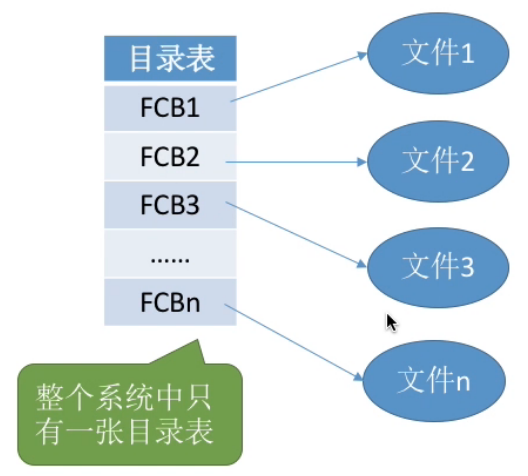 目录表
FCB1
FCB2
FCB3
……
FCBn
文件1
文件2
文件3
文件n
整个系统中只
有一张目录表